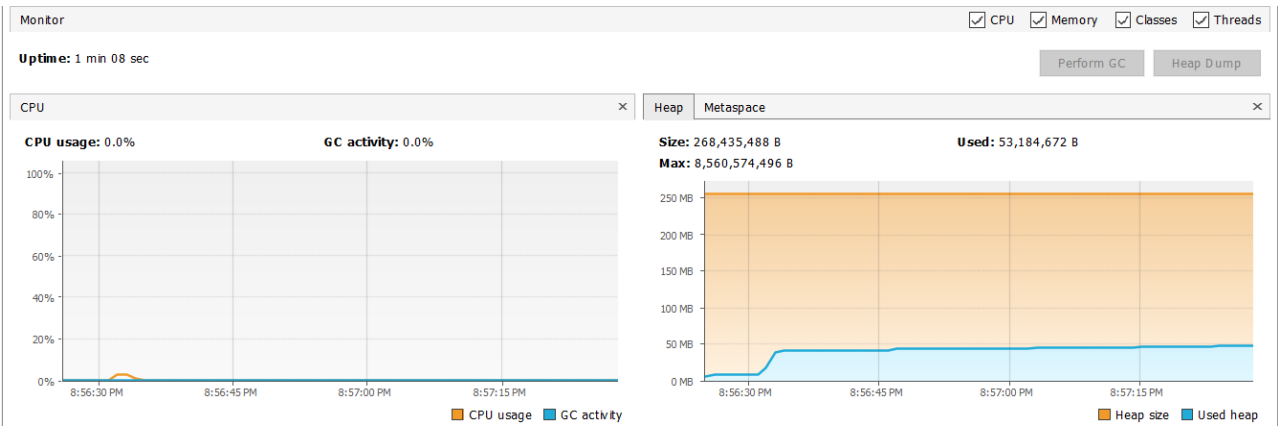 Monitor
CPU Memory Classes Threads
Uptime: 1 min 08 sec
Perform GC Heap Dump
CPU ×
CPU usage: 0.0% GC activity: 0.0%
100%
80%
60%
40%
20%
0%
8:56:30 PM 8:56:45 PM 8:57:00 PM 8:57:15 PM
CPU usage GC activity
Heap Metaspace ×
Size: 268,435,488 B Used: 53,184,672 B
Max: 8,560,574,496 B
250 MB
200 MB
150 MB
100 MB
50 MB
0 MB
8:56:30 PM 8:56:45 PM 8:57:00 PM 8:57:15 PM
Heap size Used heap